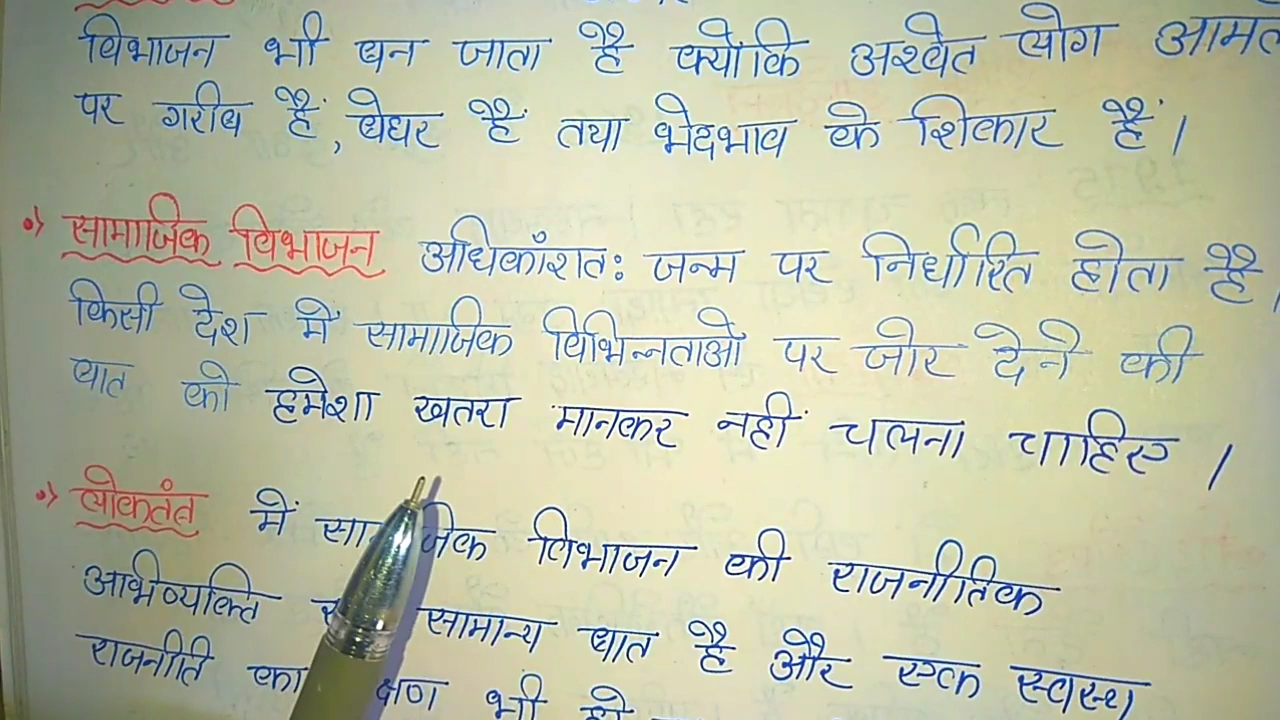 विभाजन भी बन जाता है क्योंकि अश्वेत लोग
पर गरीब हैं, बेघर हैं तथा भेदभाव के शिकार हैं।
सामाजिक विभाजन अधिकाँशतः जन्म पर निर्धारित होता है।
किसी देश में सामाजिक विभिन्नताओं पर जोर देने की
बात को हमेशा खतरा मानकर नहीं चलना चाहिए।
लोकतंत्र में विभाजन की राजनीतिक
अभिव्यक्ति सामान्य बात है और एक स्वस्थ
राजनीति का भी हो